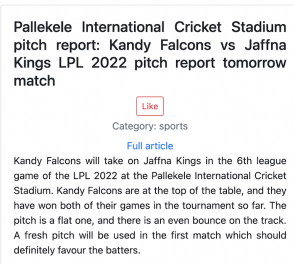 Pallekele International Cricket Stadium
pitch report: Kandy Falcons vs Jaffna
Kings LPL 2022 pitch report tomorrow
match
Like
Category: sports
Full article
Kandy Falcons will take on Jaffna Kings in the 6th league
game of the LPL 2022 at the Pallekele International Cricket
Stadium. Kandy Falcons are at the top of the table, and they
have won both of their games in the tournament so far. The
pitch is a flat one, and there is an even bounce on the track.
A fresh pitch will be used in the first match which should
definitely favour the batters.